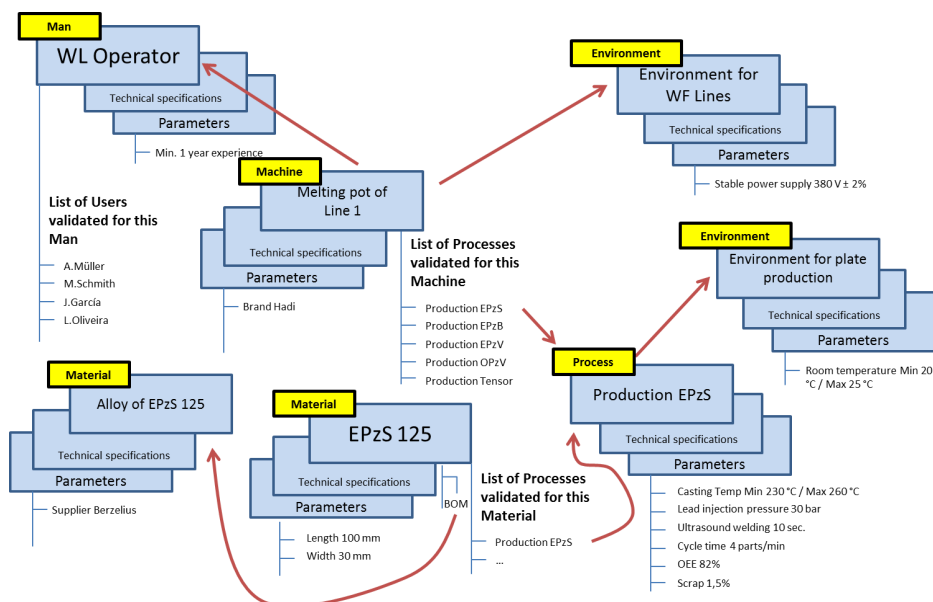 Man
WL Operator
Technical specifications
Parameters
Min. 1 year experience
List of Users
validated for this
Man
A.Müller
M.Schmith
J.García
L.Oliveira
Environment
Environment for
WF Lines
Technical specifications
Parameters
Stable power supply 380 V ± 2%
Machine
Melting pot of
Line 1
Technical specifications
Parameters
Brand Hadi
List of Processes
validated for this
Machine
Production EPzS
Production EPzB
Production EPzV
Production OPzV
Production Tensor
Environment
Environment for plate
production
Technical specifications
Parameters
Room temperature Min 20
°C / Max 25 °C
Material
Alloy of EPzS 125
Technical specifications
Parameters
Supplier Berzelius
Material
EPzS 125
Technical specifications
Parameters
BOM
Length 100 mm
Width 30 mm
List of Processes
validated for this
Material
Production EPzS
...
Process
Production EPzS
Technical specifications
Parameters
Casting Temp Min 230 °C / Max 260 °C
Lead injection pressure 30 bar
Ultrasound welding 10 sec.
Cycle time 4 parts/min
OEE 82%
Scrap 1,5%